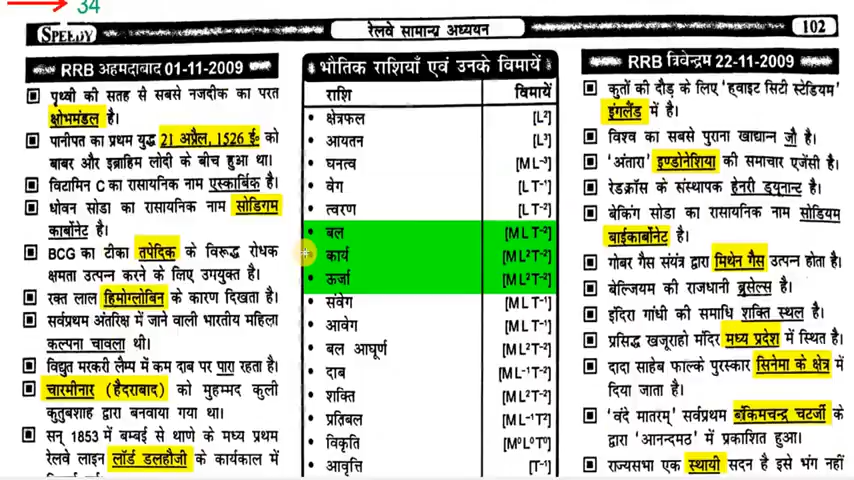 34
SPEEDY
रेलवे सामान्य अध्ययन
102
RRB अहमदाबाद 01-11-2009
पृथ्वी की सतह से सबसे नजदीक का परत
क्षोभमंडल है।
पानीपत का प्रथम युद्ध 21 अप्रैल, 1526 ई॰ को
बाबर और इब्राहिम लोदी के बीच हुआ था।
विटामिन C का रासायनिक नाम एस्कार्बिक है।
धोवन सोडा का रासायनिक नाम सोडिगम
कार्बोनेट है।
BCG का टीका तपेदिक के विरूद्ध रोधक
क्षमता उत्पन्न करने के लिए उपयुक्त है।
रक्त लाल हिमोग्लोबिन के कारण दिखता है।
सर्वप्रथम अंतरिक्ष में जाने वाली भारतीय महिला
कल्पना चावला थी।
विद्युत मरकरी लैम्प में कम दाब पर पारा रहता है।
चारमीनार (हैदराबाद) को मुहम्मद कुली
कुतुबशाह द्वारा बनवाया गया था।
सन् 1853 में बम्बई से थाणे के मध्य प्रथम
रेलवे लाइन लॉर्ड डलहौजी के कार्यकाल में
भौतिक राशियाँ एवं उनके विमायें
राशि विमायें
• क्षेत्रफल [L²]
• आयतन [L³]
• घनत्व [ML⁻³]
• वेग [LT⁻¹]
• त्वरण [LT⁻²]
• बल [MLT⁻²]
• कार्य [ML²T⁻²]
• ऊर्जा [ML²T⁻²]
• संवेग [MLT⁻¹]
• आवेग [MLT⁻¹]
• बल आघूर्ण [ML²T⁻²]
• दाब [ML⁻¹T⁻²]
• शक्ति [ML²T⁻²]
• प्रतिबल [ML⁻¹T²]
• विकृति [M⁰L⁰T⁰]
• आवृत्ति [T⁻¹]
RRB त्रिवेन्द्रम 22-11-2009
कुतों की दौड़ के लिए 'ह्वाइट सिटी स्टेडियम'
इंगलैंड में है।
विश्व का सबसे पुराना खाद्यान्न जौ है।
'अंतारा' इण्डोनेशिया की समाचार एजेंसी है।
रेडक्रॉस के संस्थापक हेनरी ड्यूनान्ट है।
बेकिंग सोडा का रासायनिक नाम सोडियम
बाईकार्बोनेट है।
गोबर गैस संयंत्र द्वारा मिथेन गैस उत्पन होता है।
बेल्जियम की राजधानी ब्रुसेल्स है।
इंदिरा गांधी की समाधि शक्ति स्थल है।
प्रसिद्ध खजूराहो मंदिर मध्य प्रदेश में स्थित है।
दादा साहेब फाल्के पुरस्कार सिनेमा के क्षेत्र में
दिया जाता है।
'वंदे मातरम्' सर्वप्रथम बंकिमचन्द्र चटर्जी के
द्वारा 'आनन्दमठ' में प्रकाशित हुआ।
राज्यसभा एक स्थायी सदन है इसे भंग नहीं